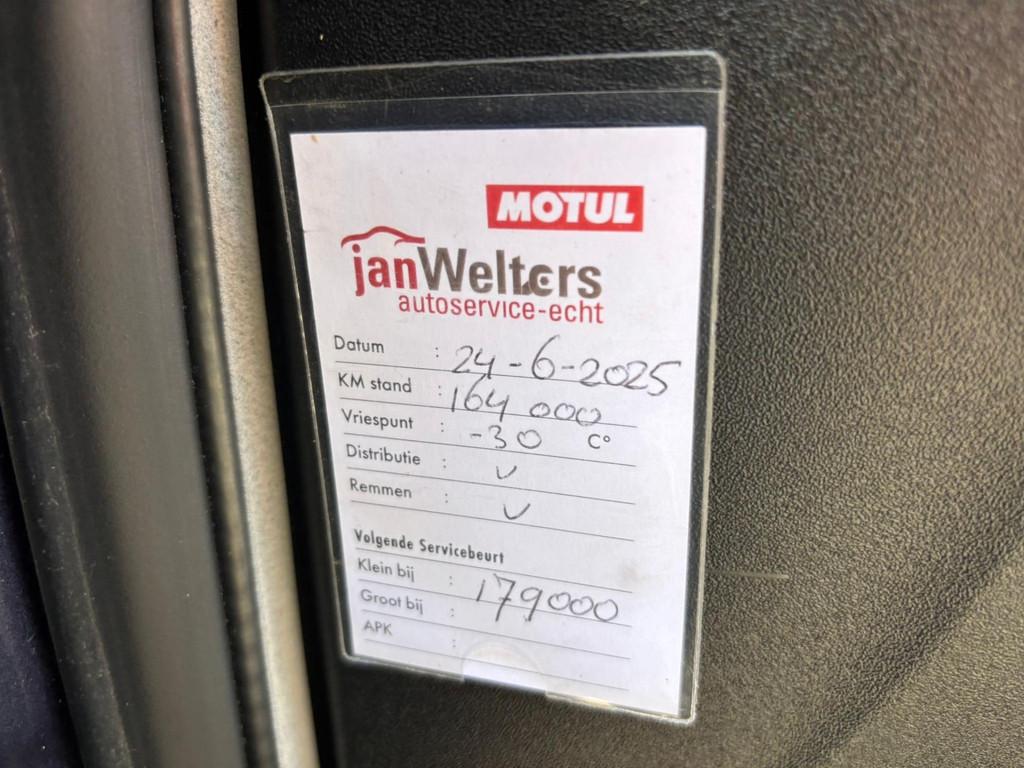 MOTUL
janWelters
autoservice-echt
Datum : 24-6-2025
KM stand : 164 000
Vriespunt : -30 C°
Distributie : ✓
Remmen : ✓
Volgende Servicebeurt
Klein bij : 179000
Groot bij :
APK :